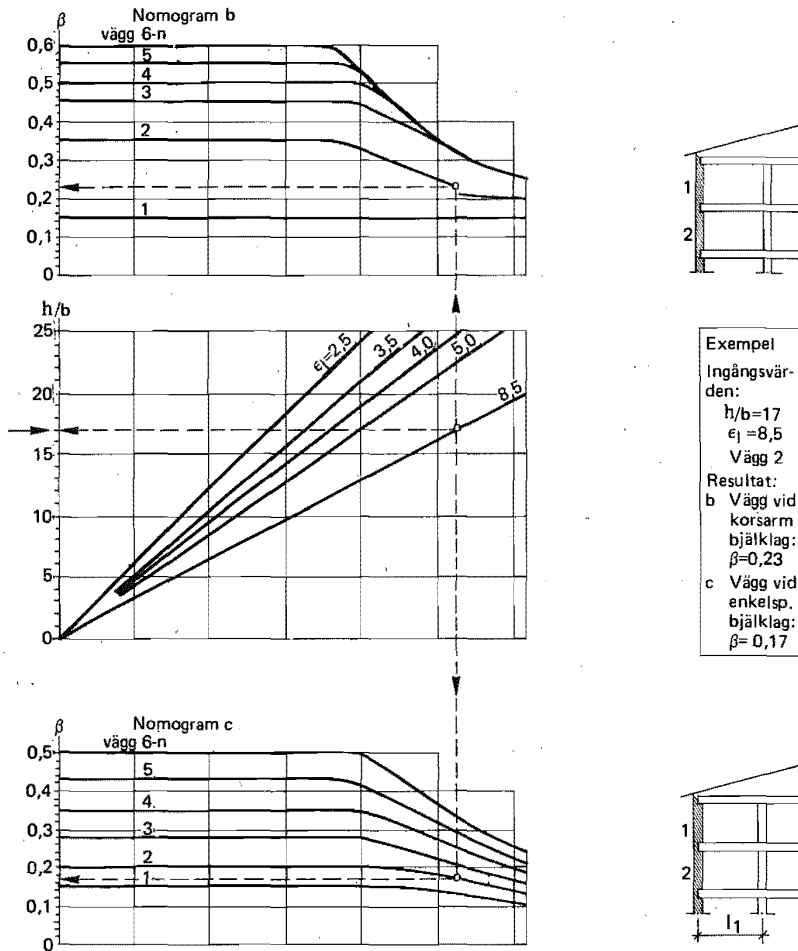 β
Nomogram b
vägg 6-n
0,6
5
0,5
4
3
0,4
2
0,3
0,2
1
0,1
0
h/b
25
20
15
10
5
0
ϵl=2,5
3,5
4,0
5,0
8,5
β
Nomogram c
vägg 6-n
0,5
5
0,4
4
0,3
3
0,2
2
1
0,1
0
1
2
Exempel
Ingångsvär-
den:
h/b=17
ϵl =8,5
Vägg 2
Resultat:
b Vägg vid
korsarm
bjälklag:
β=0,23
c Vägg vid
enkelsp.
bjälklag:
β= 0,17
1
2
l1